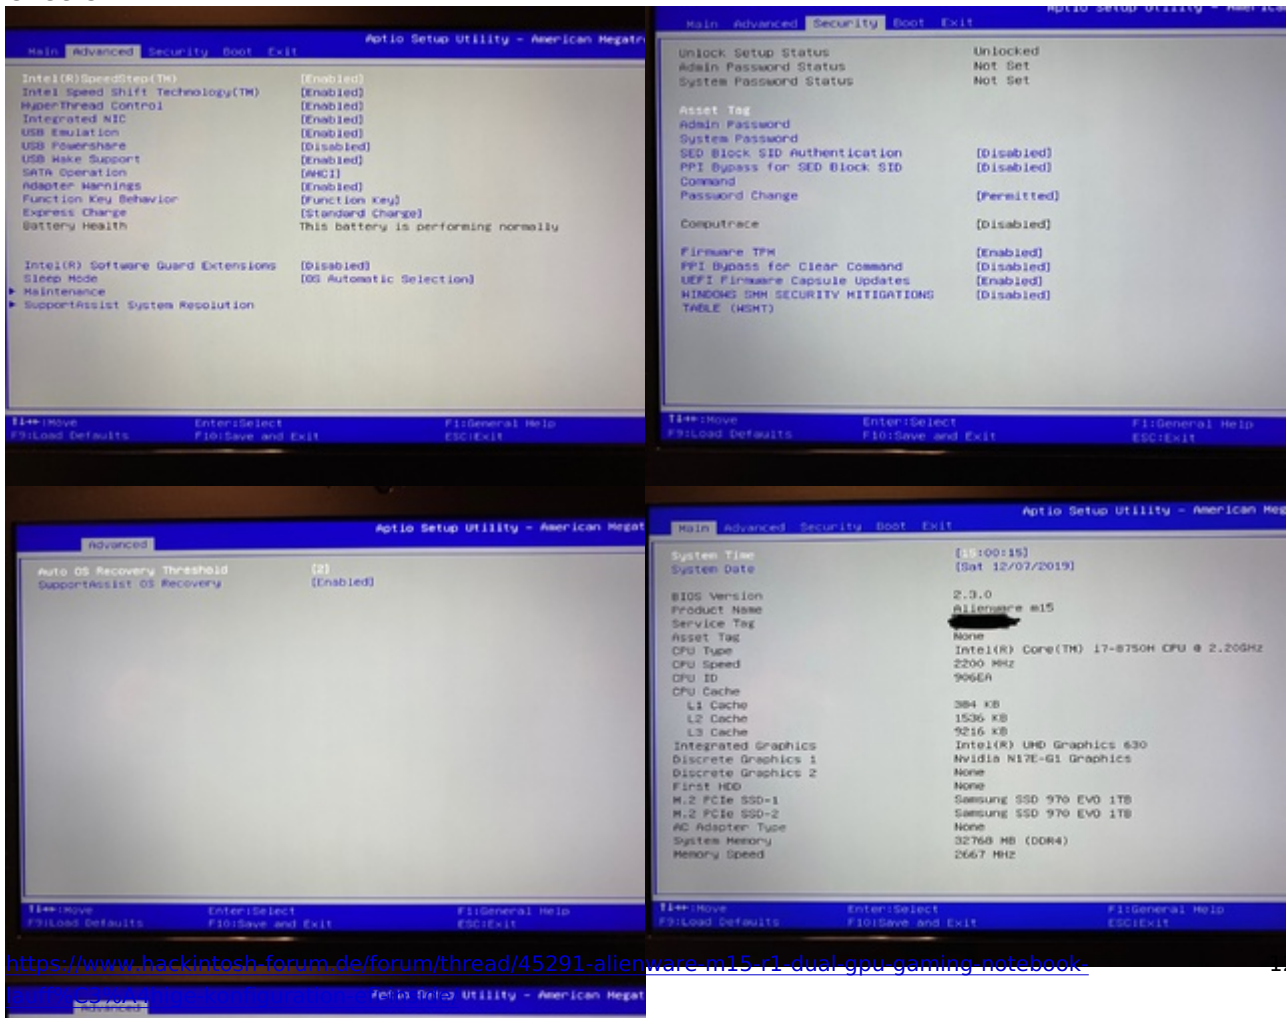 Aptio Setup Utility - American Megatr
Main Advanced Security Boot Exit
Intel(R)SpeedStep(TM) [Enabled]
Intel Speed Shift Technology(TM) [Enabled]
HyperThread Control [Enabled]
Integrated NIC [Enabled]
USB Emulation [Enabled]
USB Powershare [Disabled]
USB Wake Support [Enabled]
SATA Operation [AHCI]
Adapter Warnings [Enabled]
Function Key Behavior [Function Key]
Express Charge [Standard Charge]
Battery Health This battery is performing normally
Intel(R) Software Guard Extensions [Disabled]
Sleep Mode [OS Automatic Selection]
Maintenance
SupportAssist System Resolution
↑↓↔:Move Enter:Select F1:General Help
F9:Load Defaults F10:Save and Exit ESC:Exit
Aptio Setup Utility - American
Main Advanced Security Boot Exit
Unlock Setup Status Unlocked
Admin Password Status Not Set
System Password Status Not Set
Asset Tag
Admin Password
System Password
SED Block SID Authentication [Disabled]
PPI Bypass for SED Block SID [Disabled]
Command
Password Change [Permitted]
Computrace [Disabled]
Firmware TPM [Enabled]
PPI Bypass for Clear Command [Disabled]
UEFI Firmware Capsule Updates [Enabled]
WINDOWS SMM SECURITY MITIGATIONS [Disabled]
TABLE (WSMT)
↑↓↔:Move Enter:Select F1:General Help
F9:Load Defaults F10:Save and Exit ESC:Exit
Aptio Setup Utility - American Megat
Advanced
Auto OS Recovery Threshold [2]
SupportAssist OS Recovery [Enabled]
↑↓↔:Move Enter:Select F1:General Help
F9:Load Defaults F10:Save and Exit ESC:Exit
Aptio Setup Utility - American Meg
Main Advanced Security Boot Exit
System Time [15:00:15]
System Date [Sat 12/07/2019]
BIOS Version 2.3.0
Product Name Alienware m15
Service Tag
Asset Tag None
CPU Type Intel(R) Core(TM) i7-8750H CPU @ 2.20GHz
CPU Speed 2200 MHz
CPU ID 906EA
CPU Cache
L1 Cache 384 KB
L2 Cache 1536 KB
L3 Cache 9216 KB
Integrated Graphics Intel(R) UHD Graphics 630
Discrete Graphics 1 Nvidia N17E-G1 Graphics
Discrete Graphics 2 None
First HDD None
M.2 PCIe SSD-1 Samsung SSD 970 EVO 1TB
M.2 PCIe SSD-2 Samsung SSD 970 EVO 1TB
AC Adapter Type None
System Memory 32768 MB (DDR4)
Memory Speed 2667 MHz
↑↓↔:Move Enter:Select F1:General Help
F9:Load Defaults F10:Save and Exit ESC:Exit
https://www.hackintosh-forum.de/forum/thread/45291-alienware-m15-r1-dual-gpu-gaming-notebook-
Utility - American Megat
Advanced